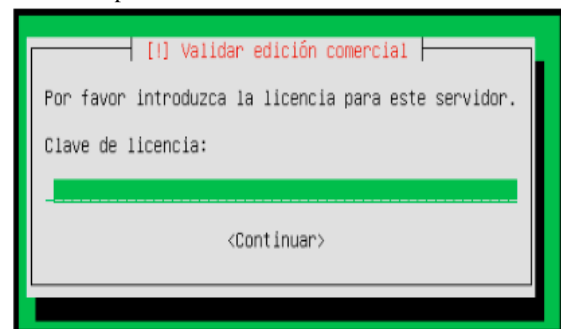 [!] Validar edición comercial
Por favor introduzca la licencia para este servidor.
Clave de licencia:
<Continuar>